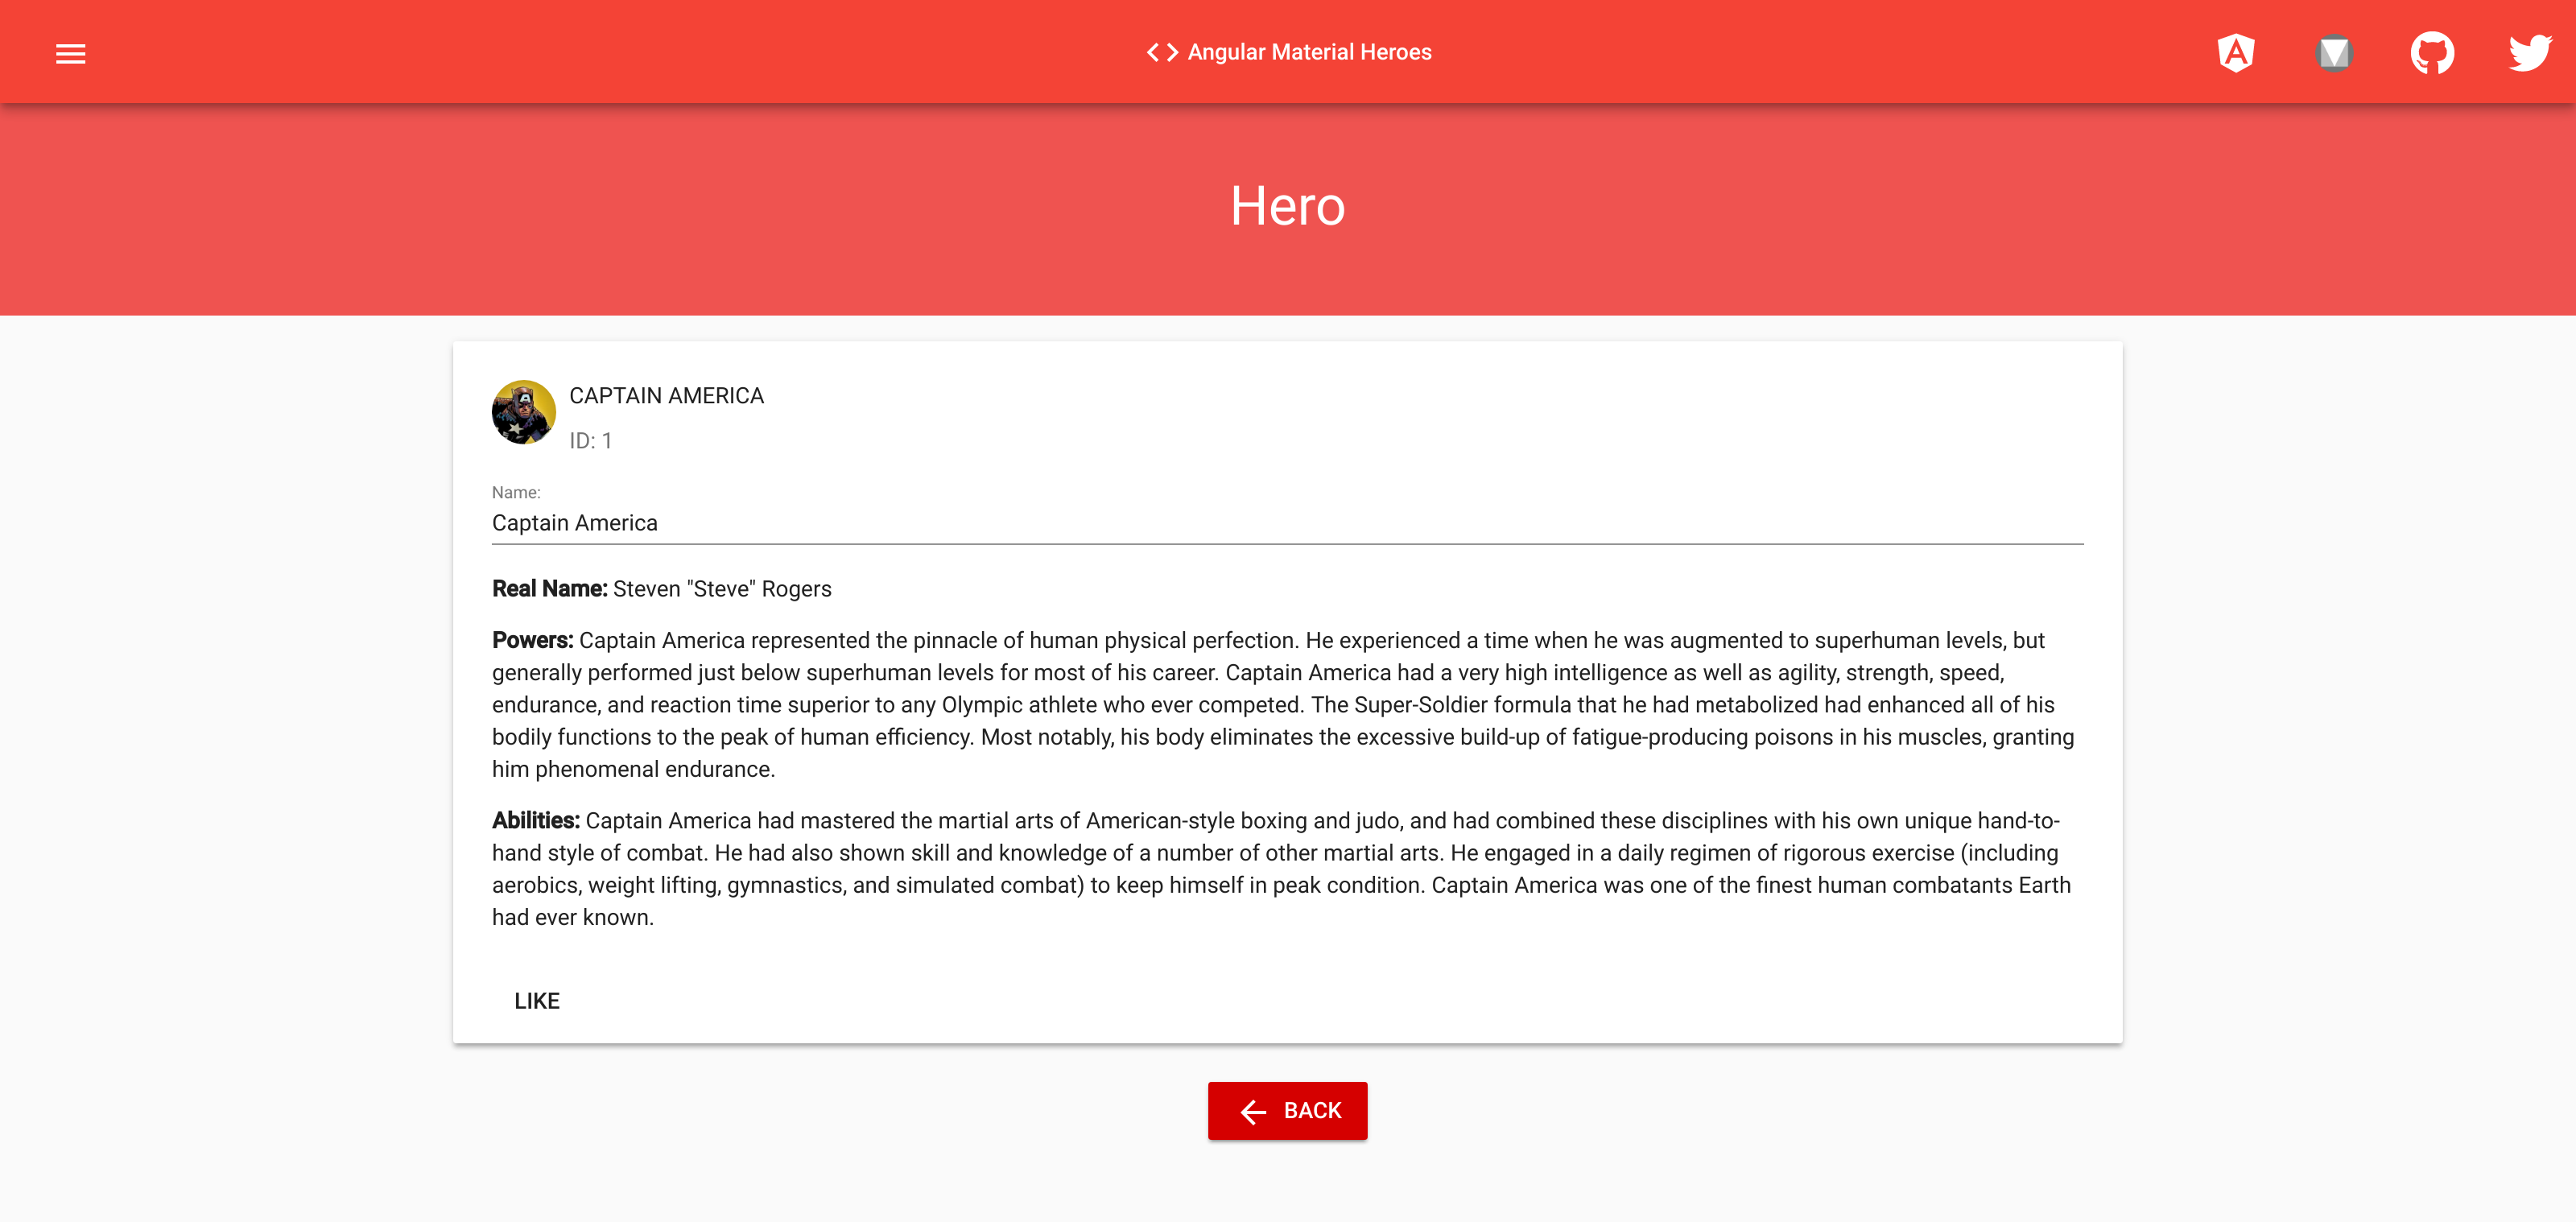 Angular Material Heroes
Hero
CAPTAIN AMERICA
ID: 1
Name:
Captain America
Real Name: Steven "Steve" Rogers
Powers: Captain America represented the pinnacle of human physical perfection. He experienced a time when he was augmented to superhuman levels, but
generally performed just below superhuman levels for most of his career. Captain America had a very high intelligence as well as agility, strength, speed,
endurance, and reaction time superior to any Olympic athlete who ever competed. The Super-Soldier formula that he had metabolized had enhanced all of his
bodily functions to the peak of human efficiency. Most notably, his body eliminates the excessive build-up of fatigue-producing poisons in his muscles, granting
him phenomenal endurance.
Abilities: Captain America had mastered the martial arts of American-style boxing and judo, and had combined these disciplines with his own unique hand-to-
hand style of combat. He had also shown skill and knowledge of a number of other martial arts. He engaged in a daily regimen of rigorous exercise (including
aerobics, weight lifting, gymnastics, and simulated combat) to keep himself in peak condition. Captain America was one of the finest human combatants Earth
had ever known.
LIKE
BACK